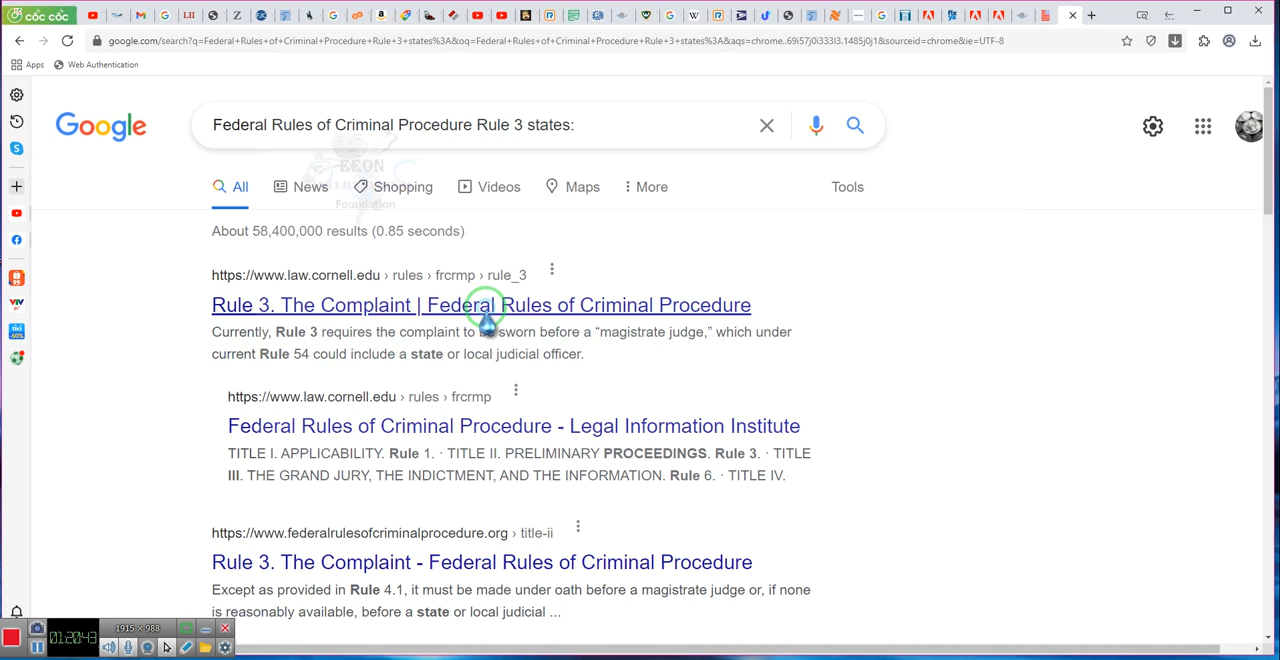 cốc cốc
google.com/search?q=Federal+Rules+of+Criminal+Procedure+Rule+3+states%3A&oq=Federal+Rules+of+Criminal+Procedure+Rule+3+states%3A&aqs=chrome..69i57j0i333l3.1485j0j1&sourceid=chrome&ie=UTF-8
Apps Web Authentication
Google
Federal Rules of Criminal Procedure Rule 3 states:
EEON
Foundation
All News Shopping Videos Maps More Tools
About 58,400,000 results (0.85 seconds)
https://www.law.cornell.edu › rules › frcrmp › rule_3
Rule 3. The Complaint | Federal Rules of Criminal Procedure
Currently, Rule 3 requires the complaint to be sworn before a “magistrate judge,” which under
current Rule 54 could include a state or local judicial officer.
https://www.law.cornell.edu › rules › frcrmp
Federal Rules of Criminal Procedure - Legal Information Institute
TITLE I. APPLICABILITY. Rule 1. · TITLE II. PRELIMINARY PROCEEDINGS. Rule 3. · TITLE
III. THE GRAND JURY, THE INDICTMENT, AND THE INFORMATION. Rule 6. · TITLE IV.
https://www.federalrulesofcriminalprocedure.org › title-ii
Rule 3. The Complaint - Federal Rules of Criminal Procedure
Except as provided in Rule 4.1, it must be made under oath before a magistrate judge or, if none
is reasonably available, before a state or local judicial ...
01:20:43
1915 x 988